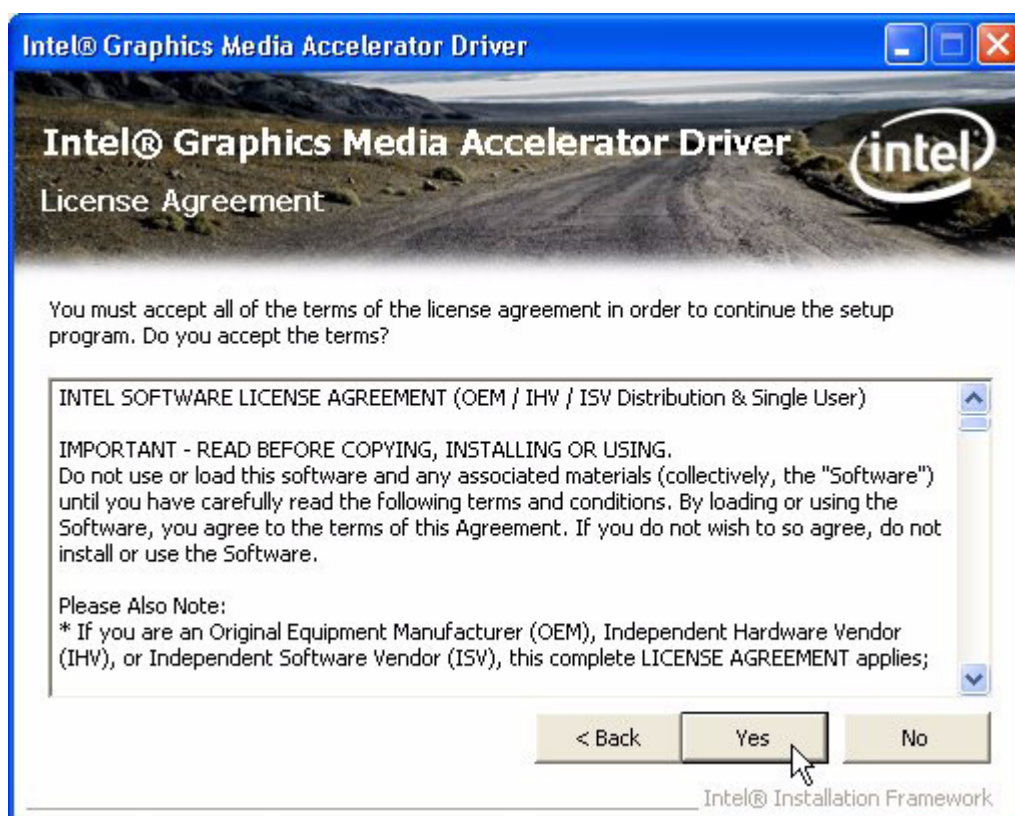 Intel® Graphics Media Accelerator Driver
Intel® Graphics Media Accelerator Driver
intel
License Agreement
You must accept all of the terms of the license agreement in order to continue the setup
program. Do you accept the terms?
INTEL SOFTWARE LICENSE AGREEMENT (OEM / IHV / ISV Distribution & Single User)
IMPORTANT - READ BEFORE COPYING, INSTALLING OR USING.
Do not use or load this software and any associated materials (collectively, the "Software")
until you have carefully read the following terms and conditions. By loading or using the
Software, you agree to the terms of this Agreement. If you do not wish to so agree, do not
install or use the Software.
Please Also Note:
* If you are an Original Equipment Manufacturer (OEM), Independent Hardware Vendor
(IHV), or Independent Software Vendor (ISV), this complete LICENSE AGREEMENT applies;
< Back Yes No
Intel® Installation Framework